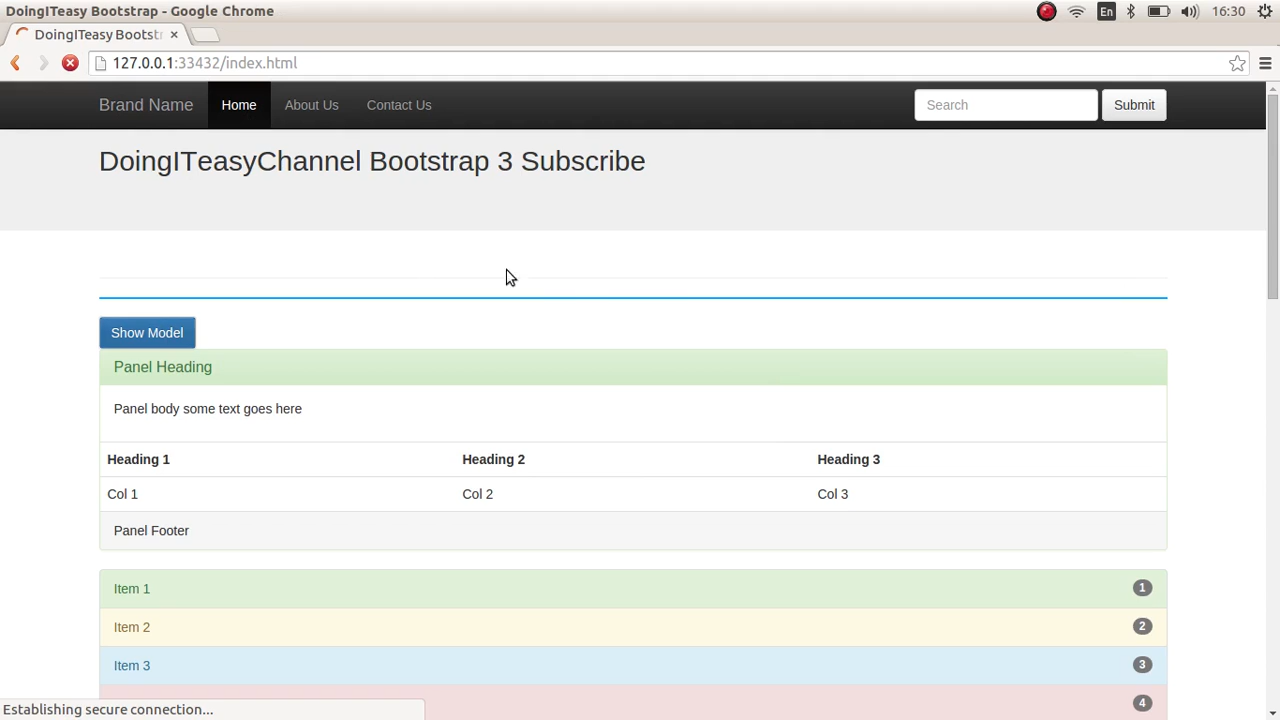 DoingITeasy Bootstrap - Google Chrome
En
16:30
DoingITeasy Bootstr
127.0.0.1:33432/index.html
Brand Name
Home
About Us
Contact Us
Search
Submit
DoingITeasyChannel Bootstrap 3 Subscribe
Show Model
Panel Heading
Panel body some text goes here
Heading 1 Heading 2 Heading 3
Col 1 Col 2 Col 3
Panel Footer
Item 1 1
Item 2 2
Item 3 3
4
Establishing secure connection...